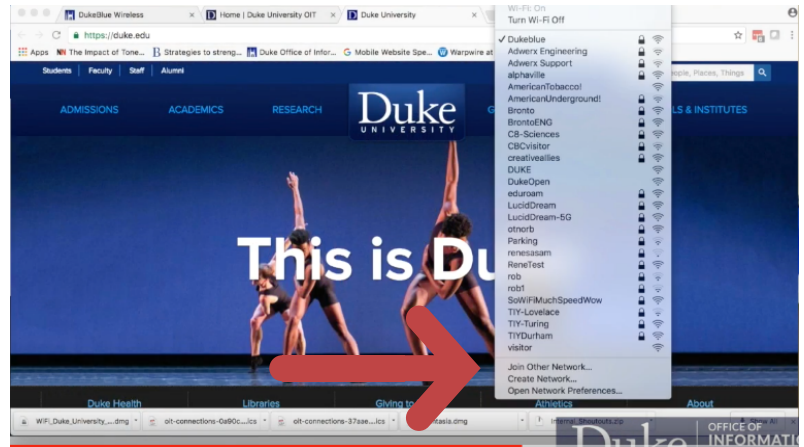 DukeBlue Wireless
Home | Duke University OIT
Duke University
Wi-Fi: On
Turn Wi-Fi Off
https://duke.edu
Apps The Impact of Tone... Strategies to streng... Duke Office of Infor... Mobile Website Spe... Warpwire at
Students Faculty Staff Alumni
People, Places, Things
ADMISSIONS ACADEMICS RESEARCH
Duke
UNIVERSITY
LS & INSTITUTES
This is Du
Dukeblue
Adwerx Engineering
Adwerx Support
alphaville
AmericanTobacco!
AmericanUnderground!
Bronto
BrontoENG
C8-Sciences
CBCvisitor
creativeallies
DUKE
DukeOpen
eduroam
LucidDream
LucidDream-5G
otnorb
Parking
renesasam
ReneTest
rob
rob1
SoWiFiMuchSpeedWow
TIY-Lovelace
TIY-Turing
TIYDurham
visitor
Join Other Network...
Create Network...
Open Network Preferences...
Duke Health Libraries Giving to Athletics About
WiFi_Duke_University_....dmg oit-connections-0a90c....ics oit-connections-37aae....ics ntasia.dmg Internal_Shoutouts.zip Show All
Duke
OFFICE OF
INFORMATI